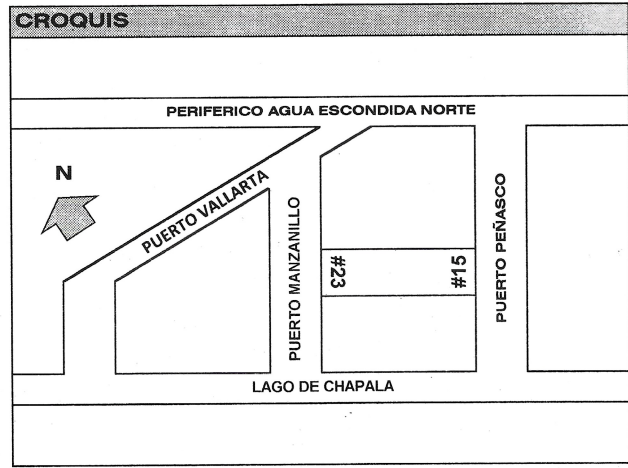 CROQUIS
PERIFERICO AGUA ESCONDIDA NORTE
N
PUERTO VALLARTA
PUERTO MANZANILLO
#23
#15
PUERTO PEÑASCO
LAGO DE CHAPALA